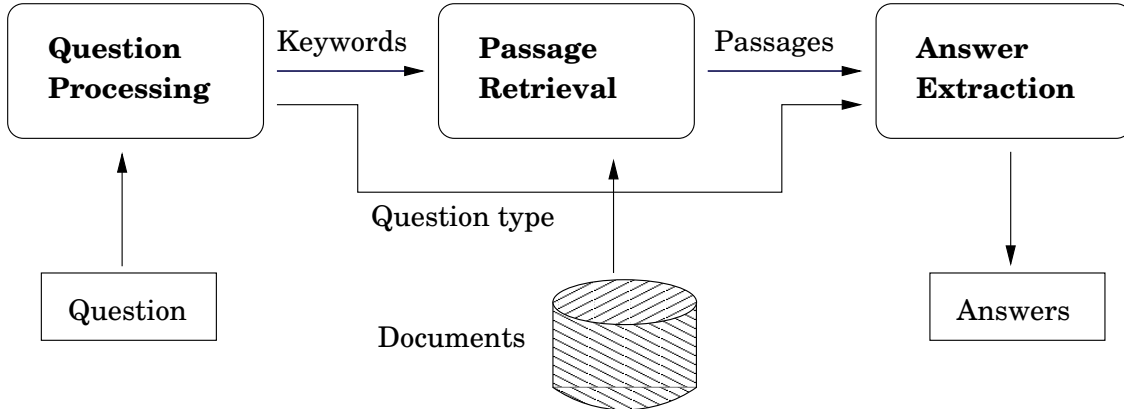 Question
Processing
Keywords
Passage
Retrieval
Passages
Answer
Extraction
Question type
Question
Documents
Answers